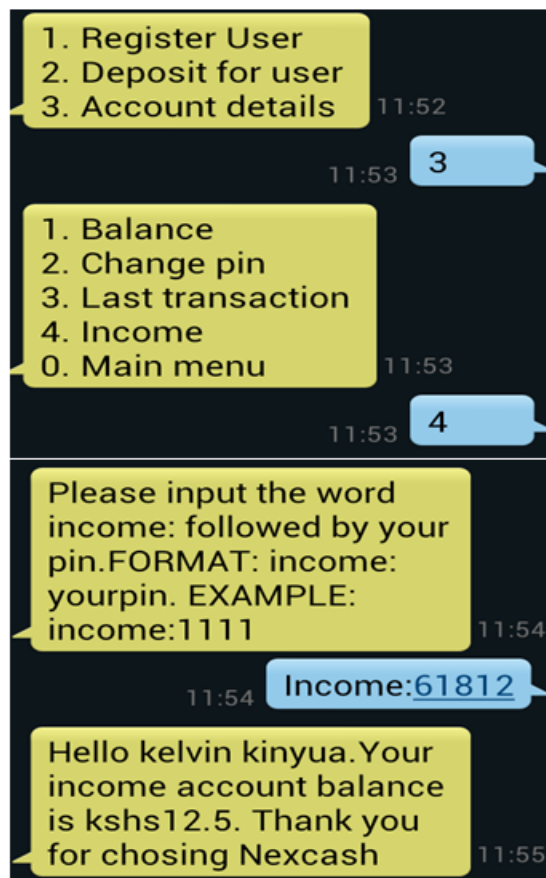 1. Register User
2. Deposit for user
3. Account details
11:52
3
11:53
1. Balance
2. Change pin
3. Last transaction
4. Income
0. Main menu
11:53
4
11:53
Please input the word
income: followed by your
pin.FORMAT: income:
yourpin. EXAMPLE:
income:1111
11:54
Income:61812
11:54
Hello kelvin kinyua.Your
income account balance
is kshs12.5. Thank you
for chosing Nexcash
11:55